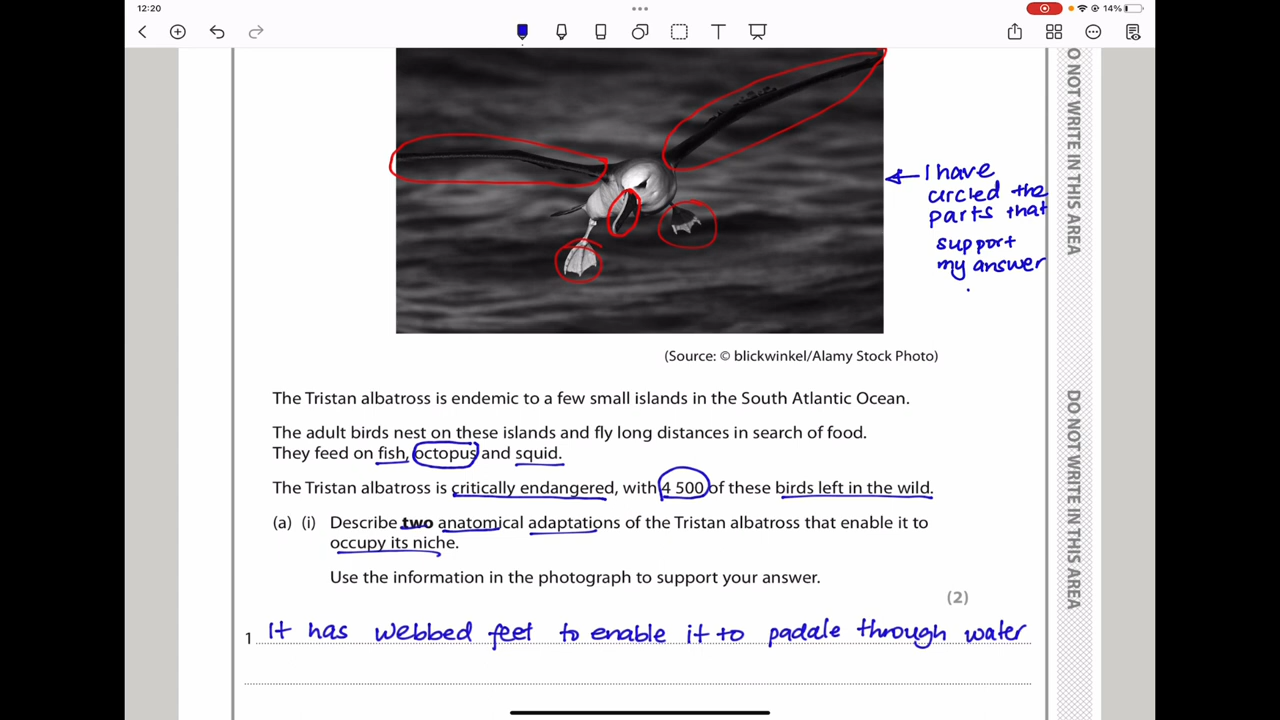 12:20
14%
I have
circled the
parts that
support
my answer
.
DO NOT WRITE IN THIS AREA
(Source: © blickwinkel/Alamy Stock Photo)
The Tristan albatross is endemic to a few small islands in the South Atlantic Ocean.
The adult birds nest on these islands and fly long distances in search of food.
They feed on fish, octopus and squid.
The Tristan albatross is critically endangered, with 4 500 of these birds left in the wild.
(a) (i) Describe two anatomical adaptations of the Tristan albatross that enable it to
occupy its niche.
Use the information in the photograph to support your answer.
(2)
1 It has webbed feet to enable it to paddle through water
DO NOT WRITE IN THIS AREA